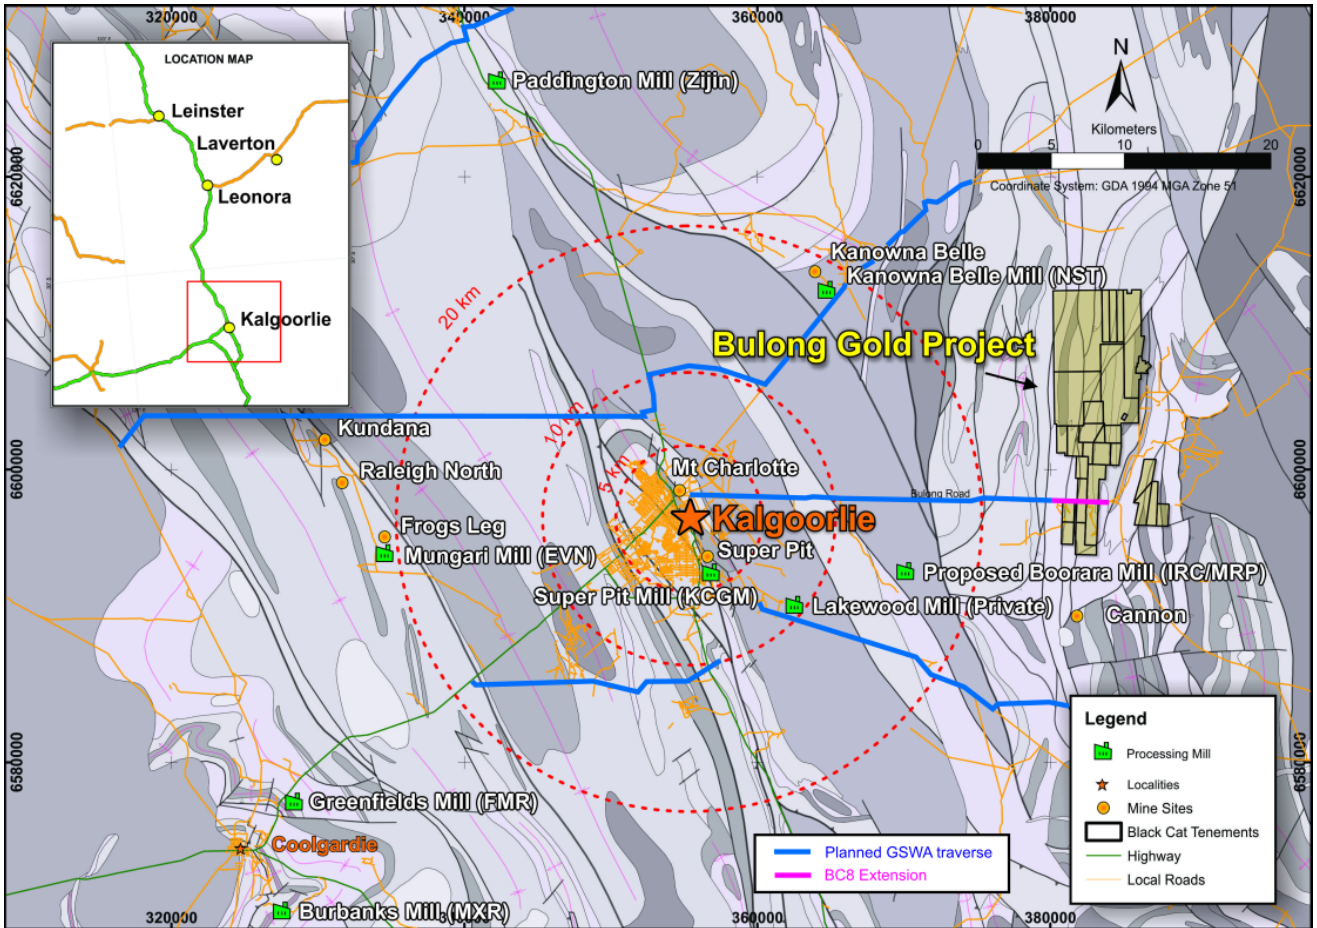 320000
340000
360000
380000
LOCATION MAP
Leinster
Laverton
Leonora
Kalgoorlie
Paddington Mill (Zijin)
N
Kilometers
0 5 10 20
Coordinate System: GDA 1994 MGA Zone 51
6620000
6620000
Kanowna Belle
Kanowna Belle Mill (NST)
20 km
Bulong Gold Project
10 m
5 km
Kundana
Raleigh North
Mt Charlotte
6600000
6600000
Bulong Road
Kalgoorlie
Frogs Leg
Mungari Mill (EVN)
Super Pit
Super Pit Mill (KCGM)
Proposed Boorara Mill (IRC/MRP)
Lakewood Mill (Private)
Cannon
6580000
6580000
Greenfields Mill (FMR)
Coolgardie
Burbanks Mill (MXR)
Legend
Processing Mill
Localities
Mine Sites
Black Cat Tenements
Highway
Local Roads
Planned GSWA traverse
BC8 Extension
320000
360000
380000